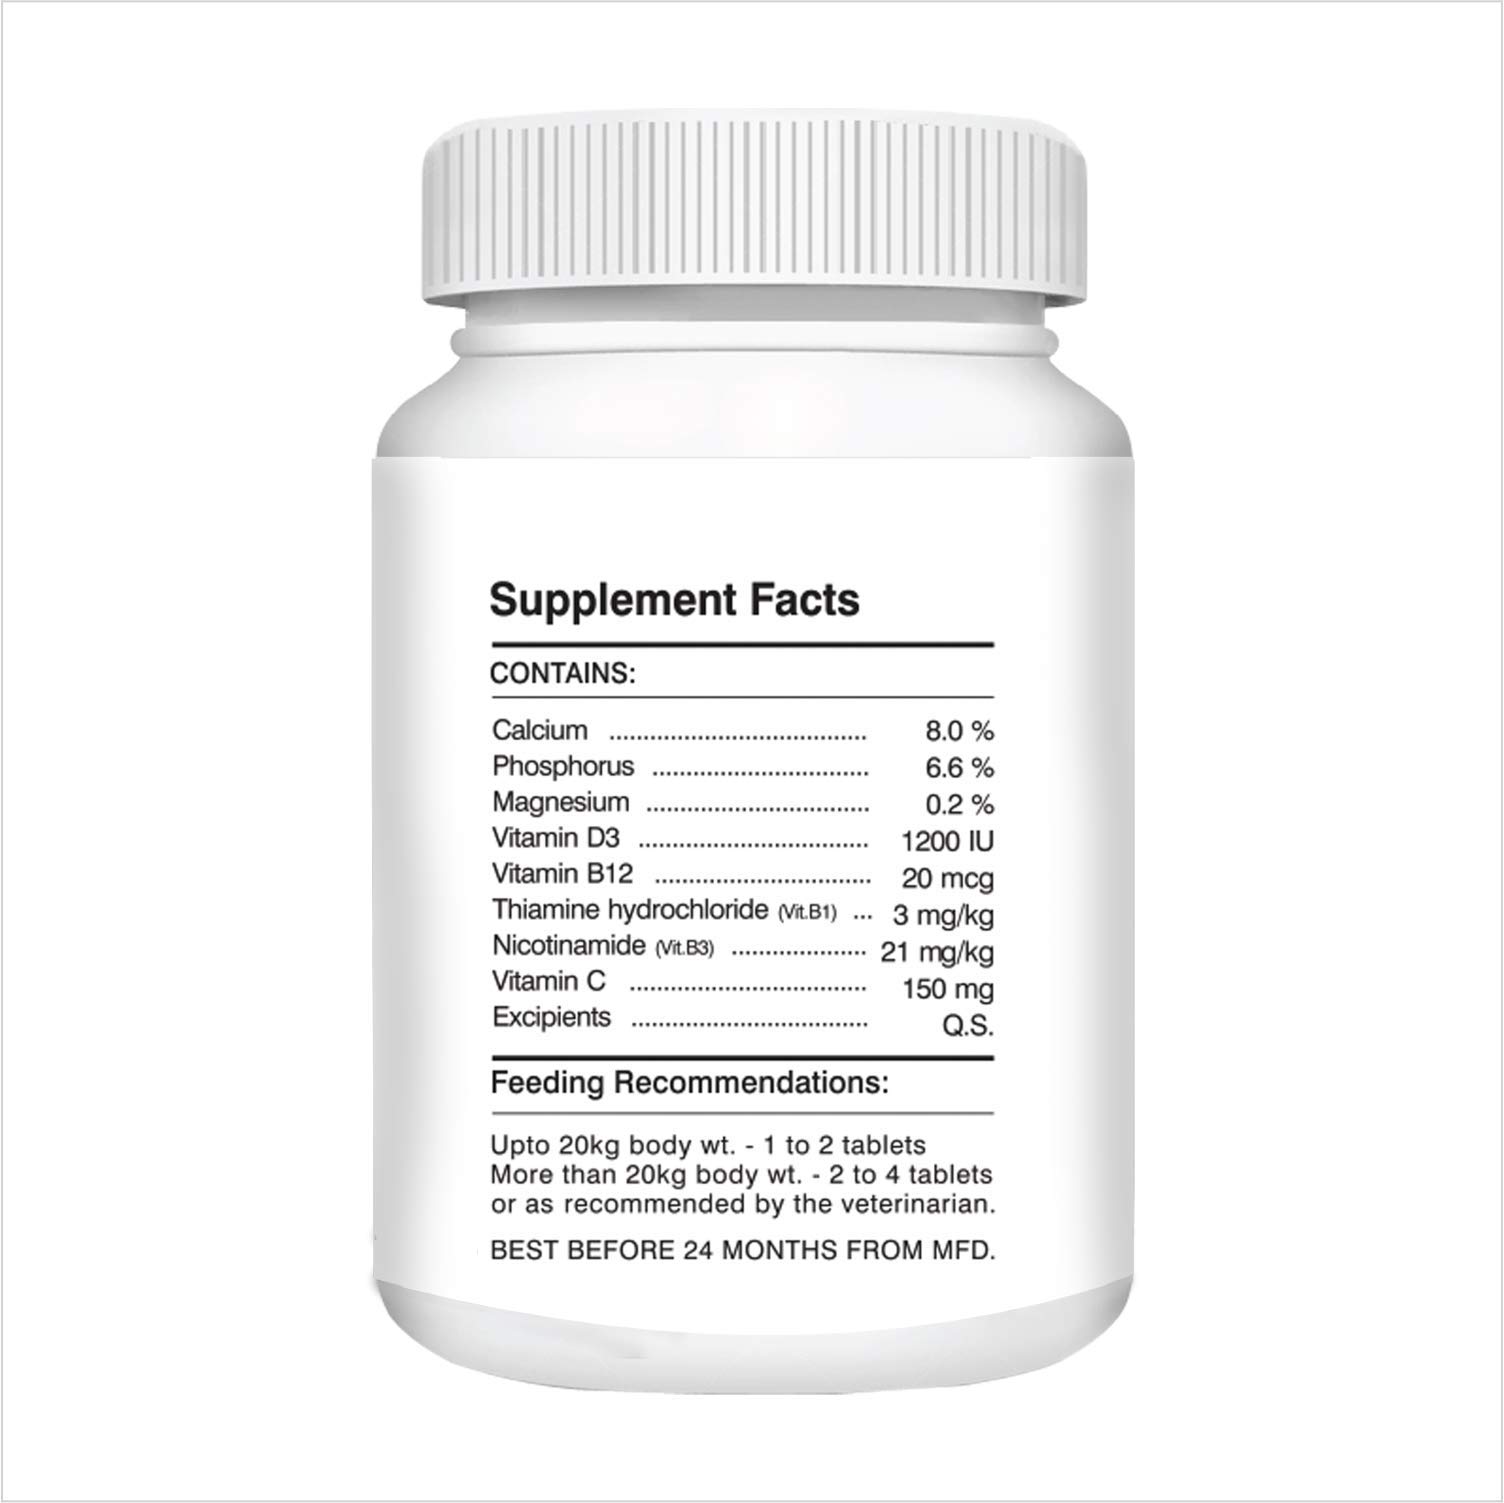 Supplement Facts
CONTAINS:
Calcium ...................................... 8.0 %
Phosphorus ................................ 6.6 %
Magnesium ................................. 0.2 %
Vitamin D3 .................................. 1200 IU
Vitamin B12 ................................ 20 mcg
Thiamine hydrochloride (Vit.B1) ... 3 mg/kg
Nicotinamide (Vit.B3) .................... 21 mg/kg
Vitamin C ................................... 150 mg
Excipients ................................... Q.S.
Feeding Recommendations:
Upto 20kg body wt. - 1 to 2 tablets
More than 20kg body wt. - 2 to 4 tablets
or as recommended by the veterinarian.
BEST BEFORE 24 MONTHS FROM MFD.